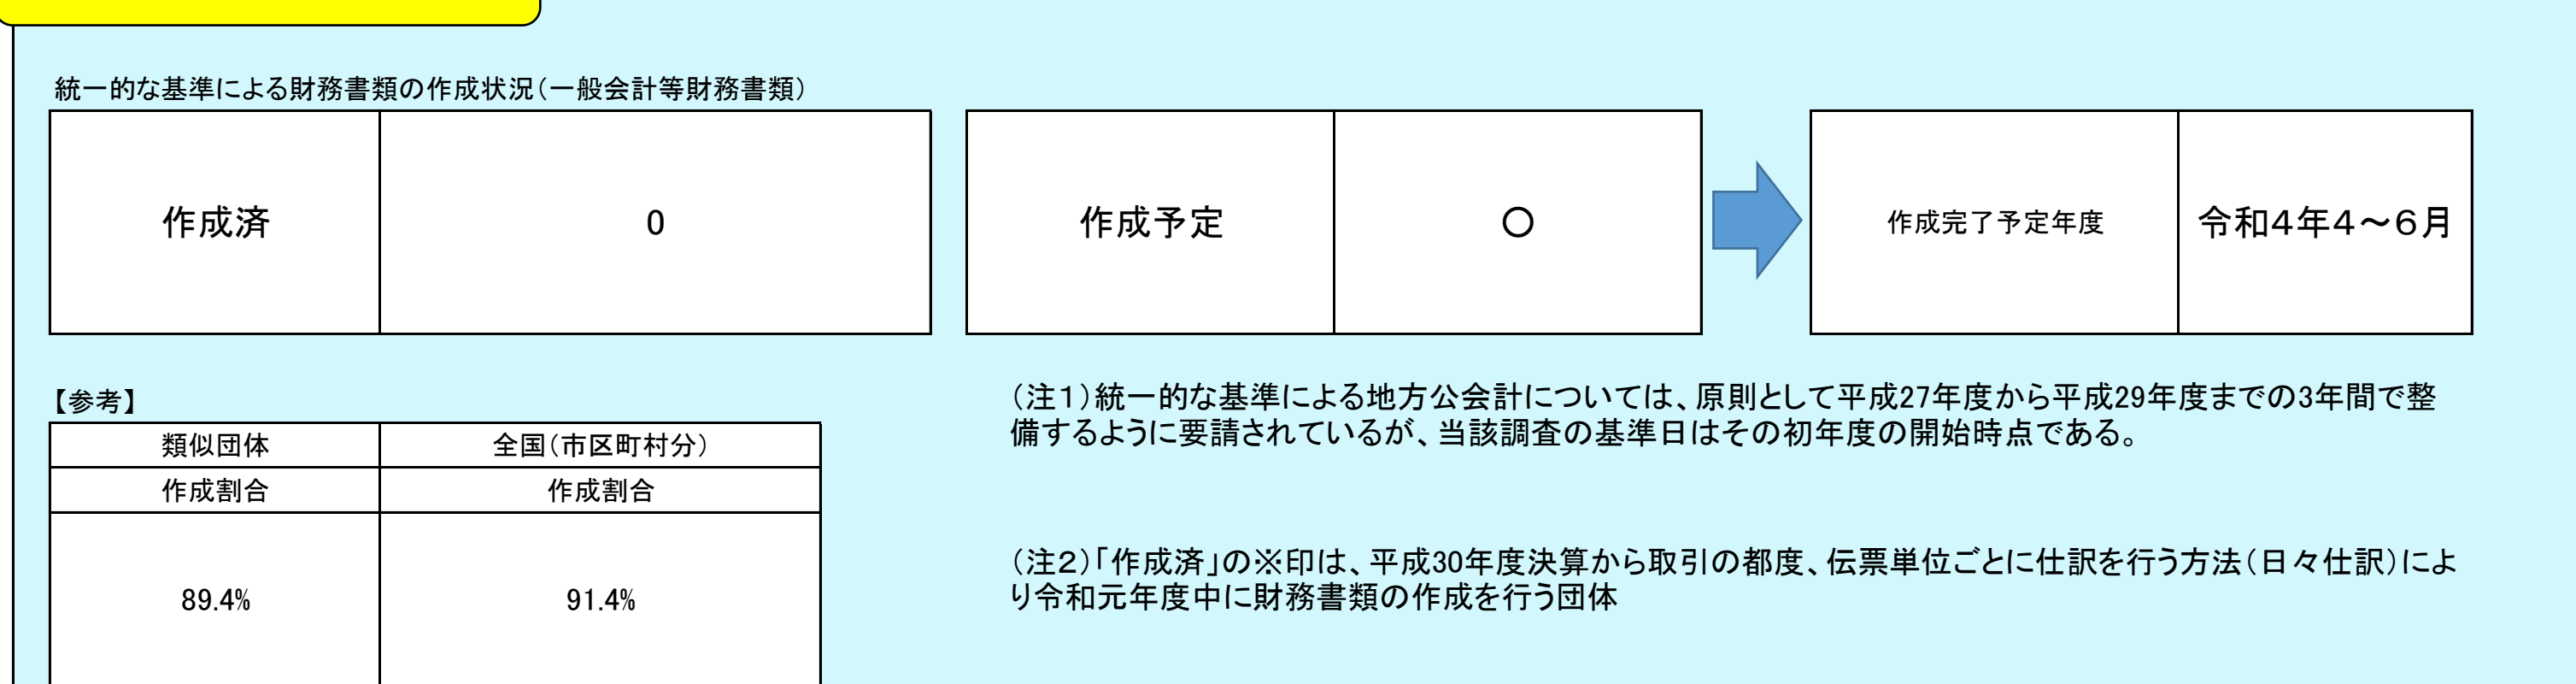 統一的な基準による財務書類の作成状況（一般会計等財務書類）
作成済
0
作成予定
○
作成完了予定年度
令和４年４～６月
【参考】
類似団体
全国（市区町村分）
作成割合
作成割合
89.4%
91.4%
（注１）統一的な基準による地方公会計については、原則として平成27年度から平成29年度までの3年間で整
備するように要請されているが、当該調査の基準日はその初年度の開始時点である。
（注２）「作成済」の※印は、平成30年度決算から取引の都度、伝票単位ごとに仕訳を行う方法（日々仕訳）によ
り令和元年度中に財務書類の作成を行う団体